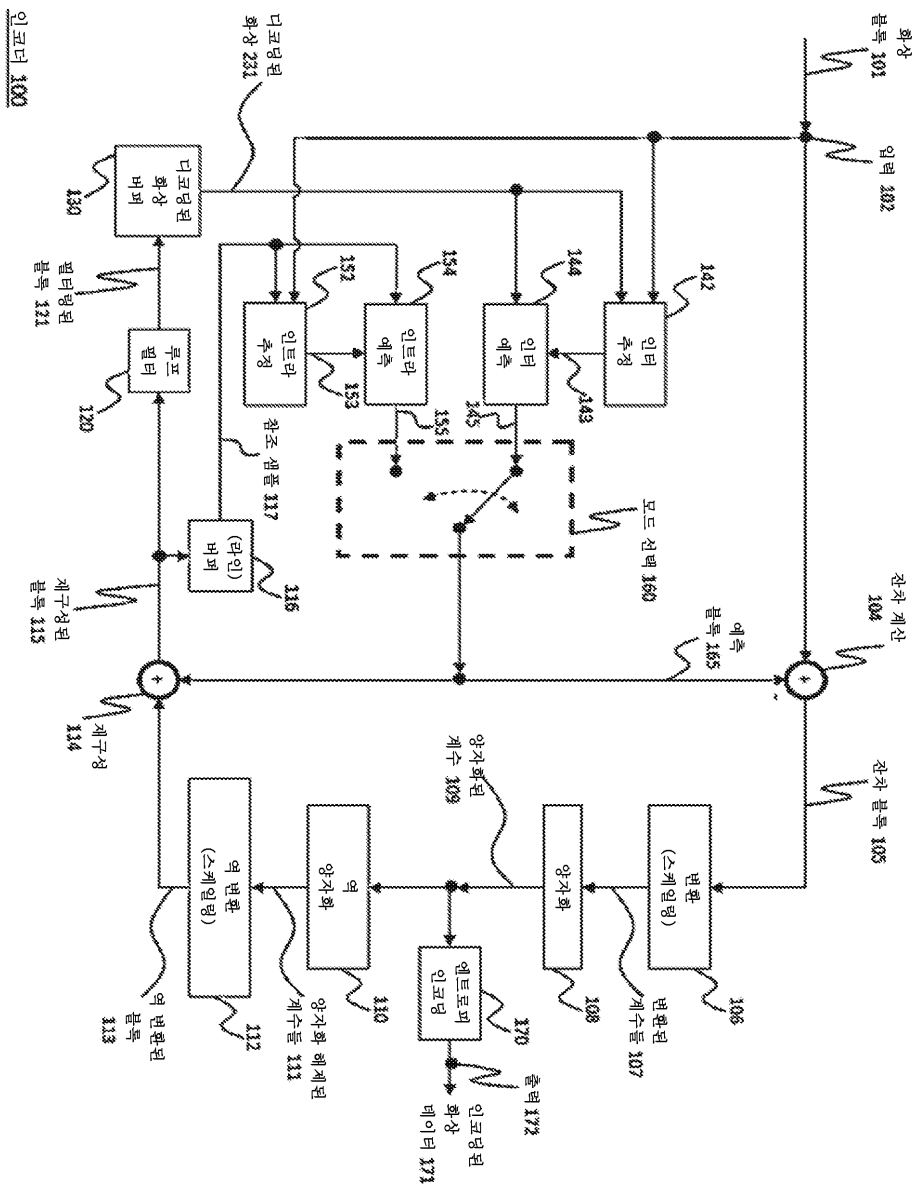 인코더 100
화상
블록 101
입력 102
잔차 계산
104
잔차 블록 105
변환
(스케일링)
106
변환된
계수들 107
양자화
108
양자화된
계수 109
역
양자화
110
양자화 해제된
계수들 111
역 변환
(스케일링)
112
역 변환된
블록
113
엔트로피
인코딩
170
출력 172
인코딩된
화상
데이터 171
예측
블록 165
모드 선택 160
인터
추정
142
143
인터
예측
144
145
인트라
예측
154
155
인트라
추정
152
153
참조 샘플 117
(라인)
버퍼
116
재구성
114
재구성된
블록 115
루프
필터
120
필터링된
블록 121
디코딩된
화상
버퍼
130
디코딩된
화상 231
+
+